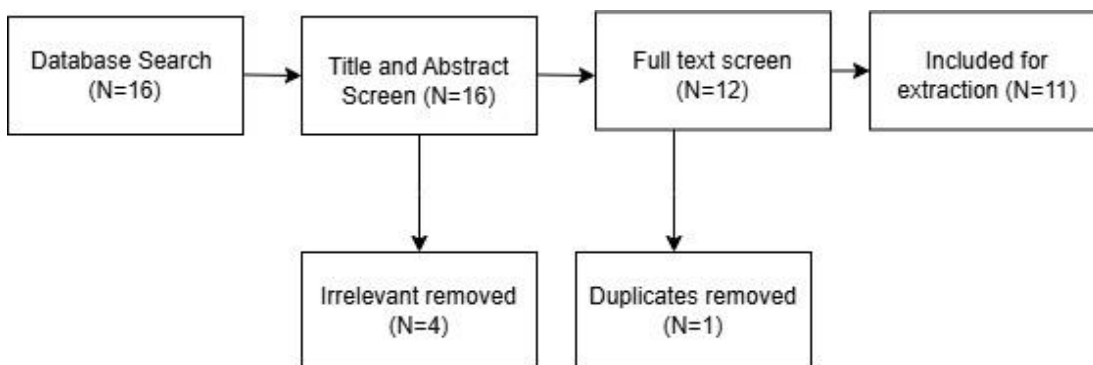 Database Search
(N=16)
Title and Abstract
Screen (N=16)
Full text screen
(N=12)
Included for
extraction (N=11)
Irrelevant removed
(N=4)
Duplicates removed
(N=1)